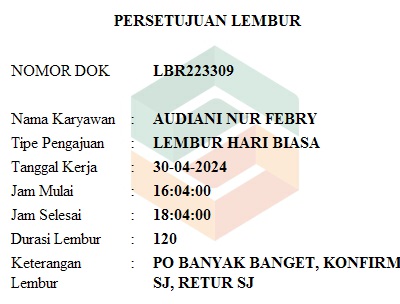 PERSETUJUAN LEMBUR
NOMOR DOK LBR223309
Nama Karyawan : AUDIANI NUR FEBRY
Tipe Pengajuan : LEMBUR HARI BIASA
Tanggal Kerja : 30-04-2024
Jam Mulai : 16:04:00
Jam Selesai : 18:04:00
Durasi Lembur : 120
Keterangan : PO BANYAK BANGET, KONFIRM
Lembur SJ, RETUR SJ